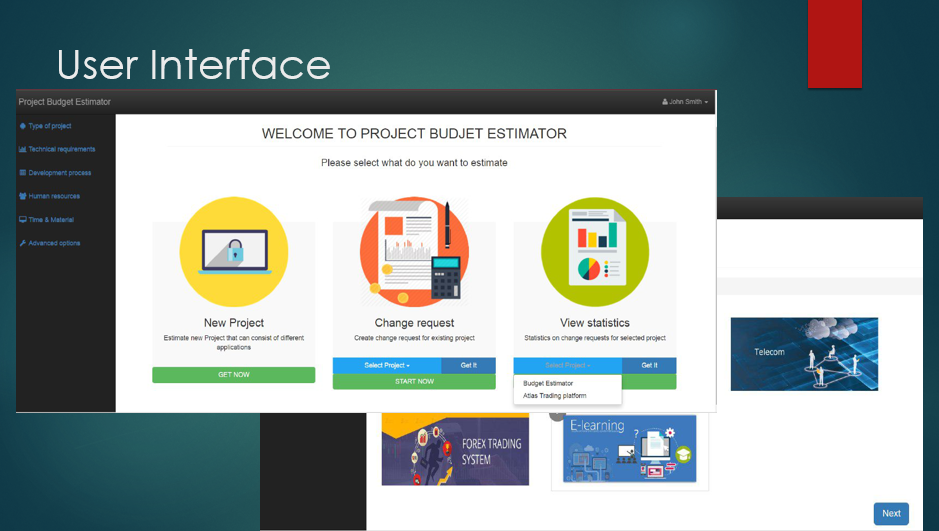 User Interface
Project Budget Estimator
John Smith
Type of project
Technical requirements
Development process
Human resources
Time & Material
Advanced options
WELCOME TO PROJECT BUDJET ESTIMATOR
Please select what do you want to estimate
New Project
Estimate new Project that can consist of different
applications
GET NOW
Change request
Create change request for existing project
Select Project
Get it
START NOW
View statistics
Statistics on change requests for selected project
Select Project
Get it
Budget Estimator
Atlas Trading platform
Telecom
FOREX TRADING
SYSTEM
E-learning
Next